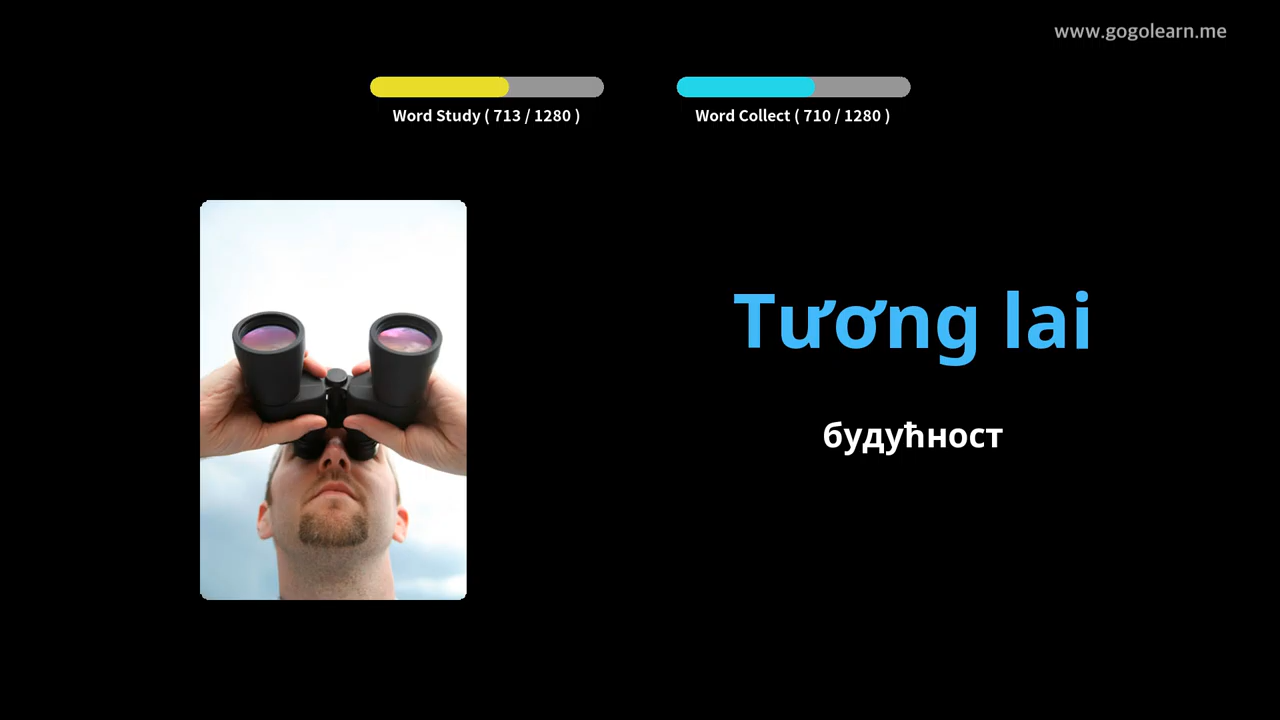 www.gogolearn.me
Word Study ( 713 / 1280 )
Word Collect ( 710 / 1280 )
Tương lai
будућност